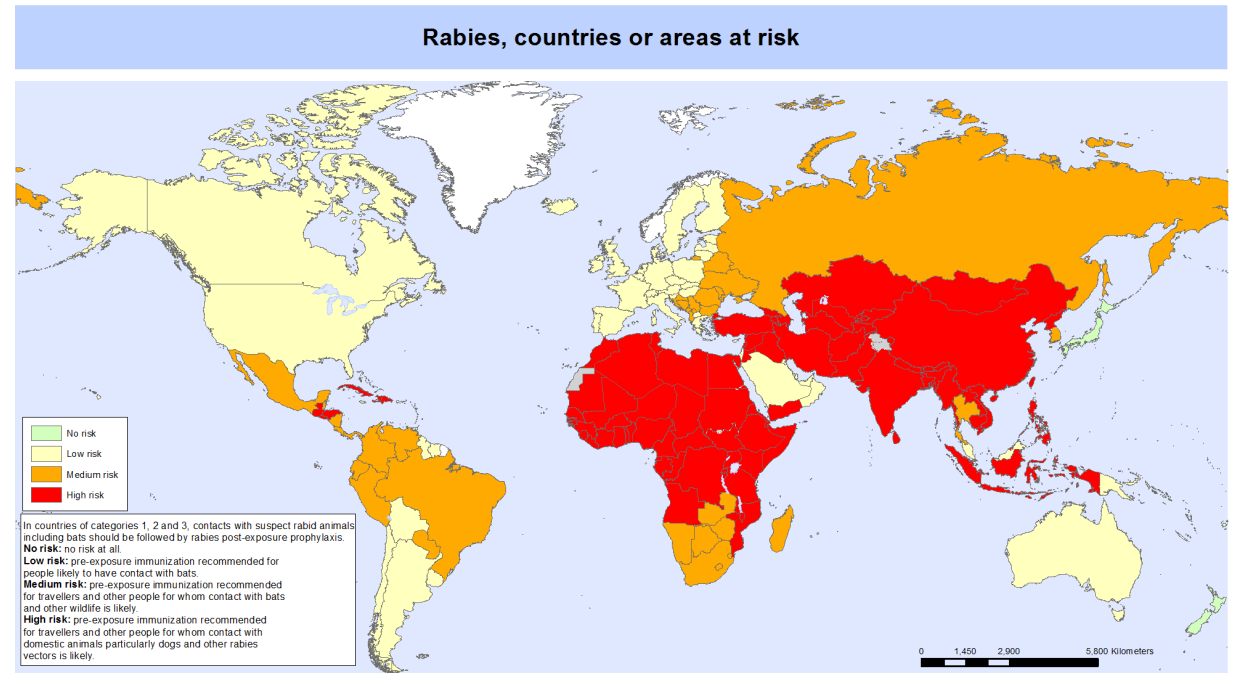 Rabies, countries or areas at risk
No risk
Low risk
Medium risk
High risk
In countries of categories 1, 2 and 3, contacts with suspect rabid animals
including bats should be followed by rabies post-exposure prophylaxis.
No risk: no risk at all.
Low risk: pre-exposure immunization recommended for
people likely to have contact with bats.
Medium risk: pre-exposure immunization recommended
for travellers and other people for whom contact with bats
and other wildlife is likely.
High risk: pre-exposure immunization recommended
for travellers and other people for whom contact with
domestic animals particularly dogs and other rabies
vectors is likely.
0 1,450 2,900 5,800 Kilometers